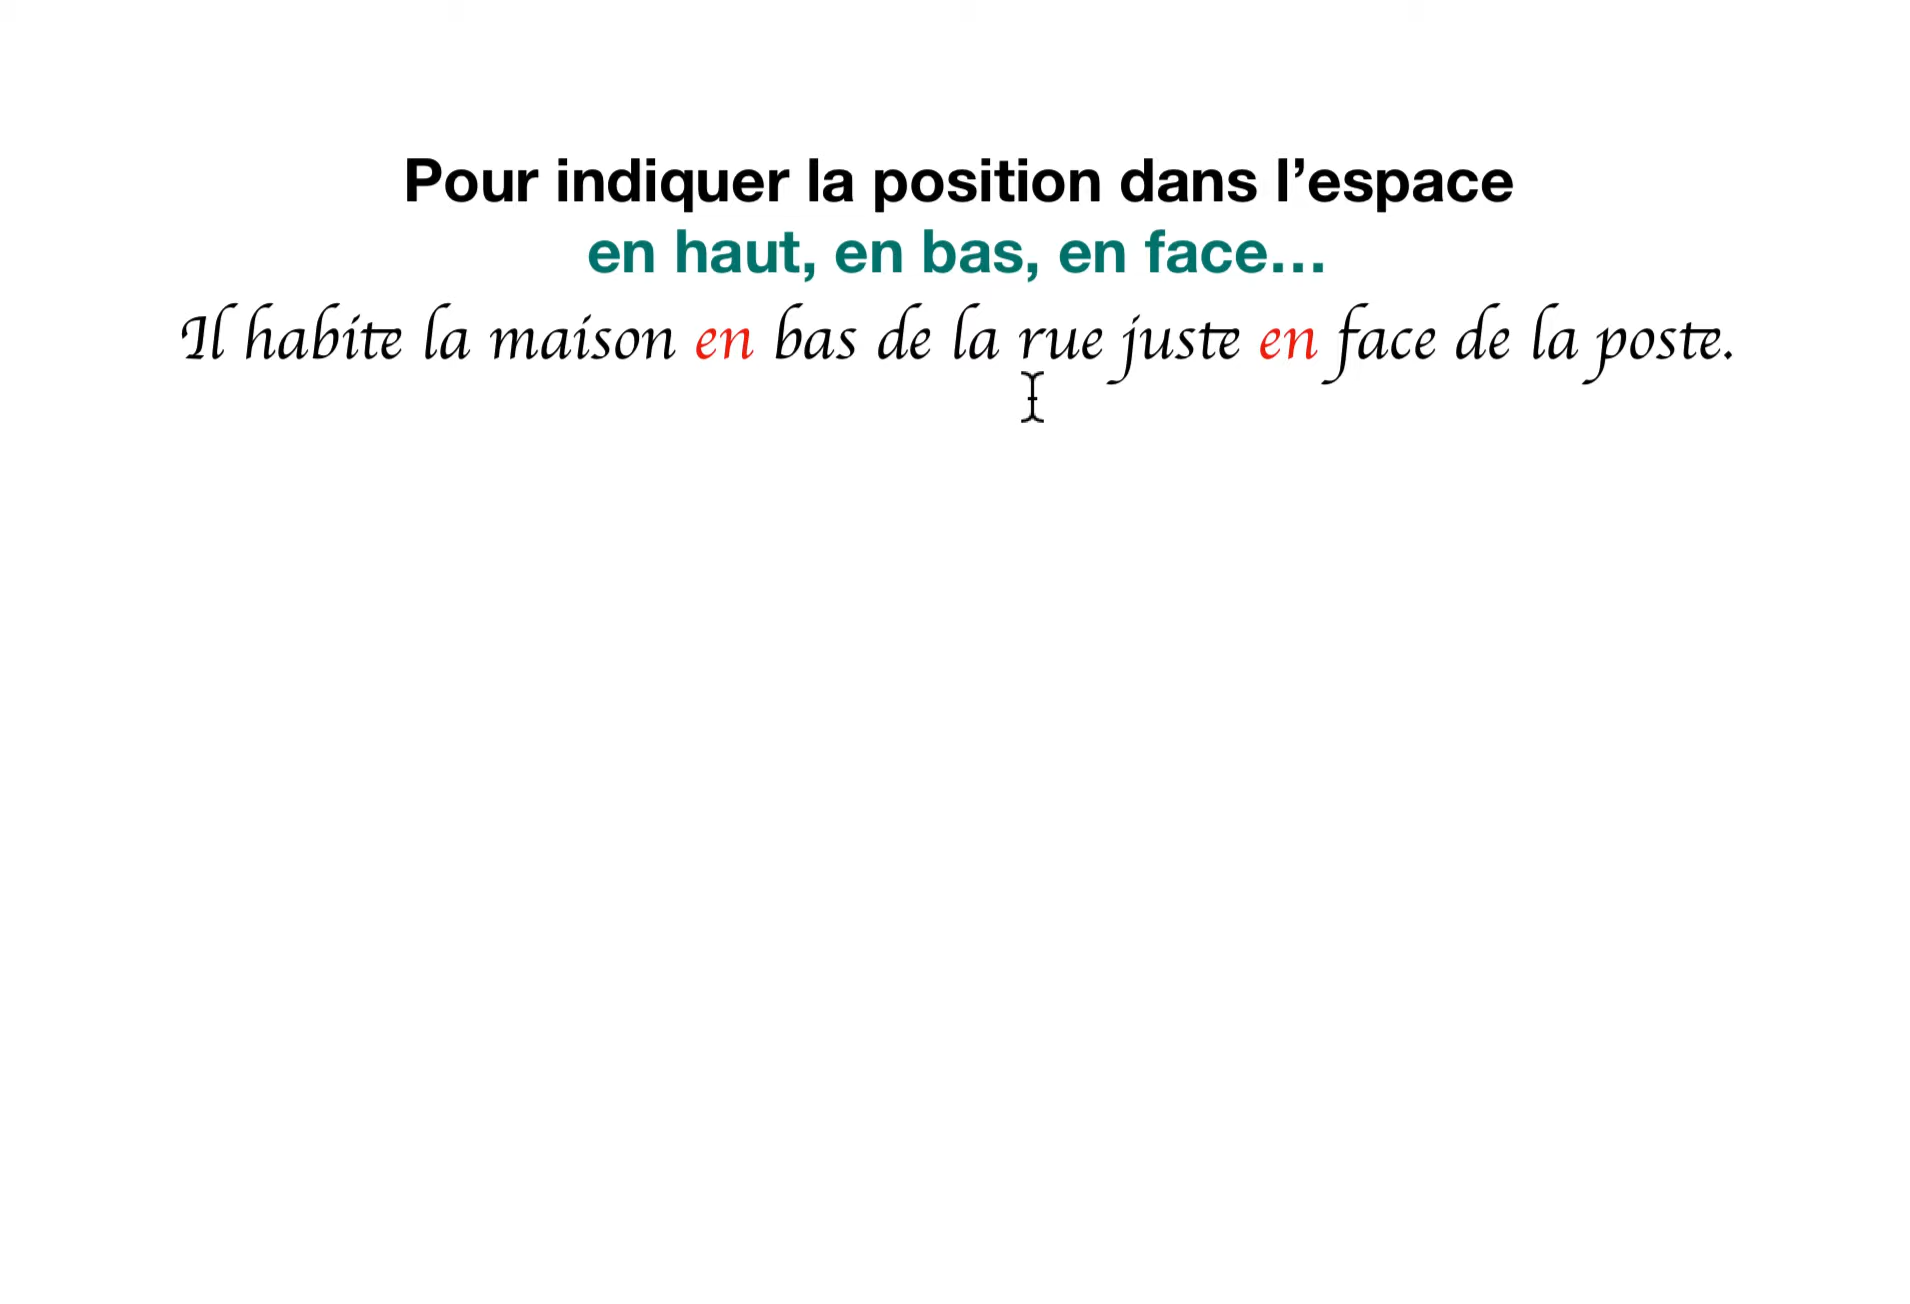 Pour indiquer la position dans l’espace
en haut, en bas, en face…
Il habite la maison en bas de la rue juste en face de la poste.